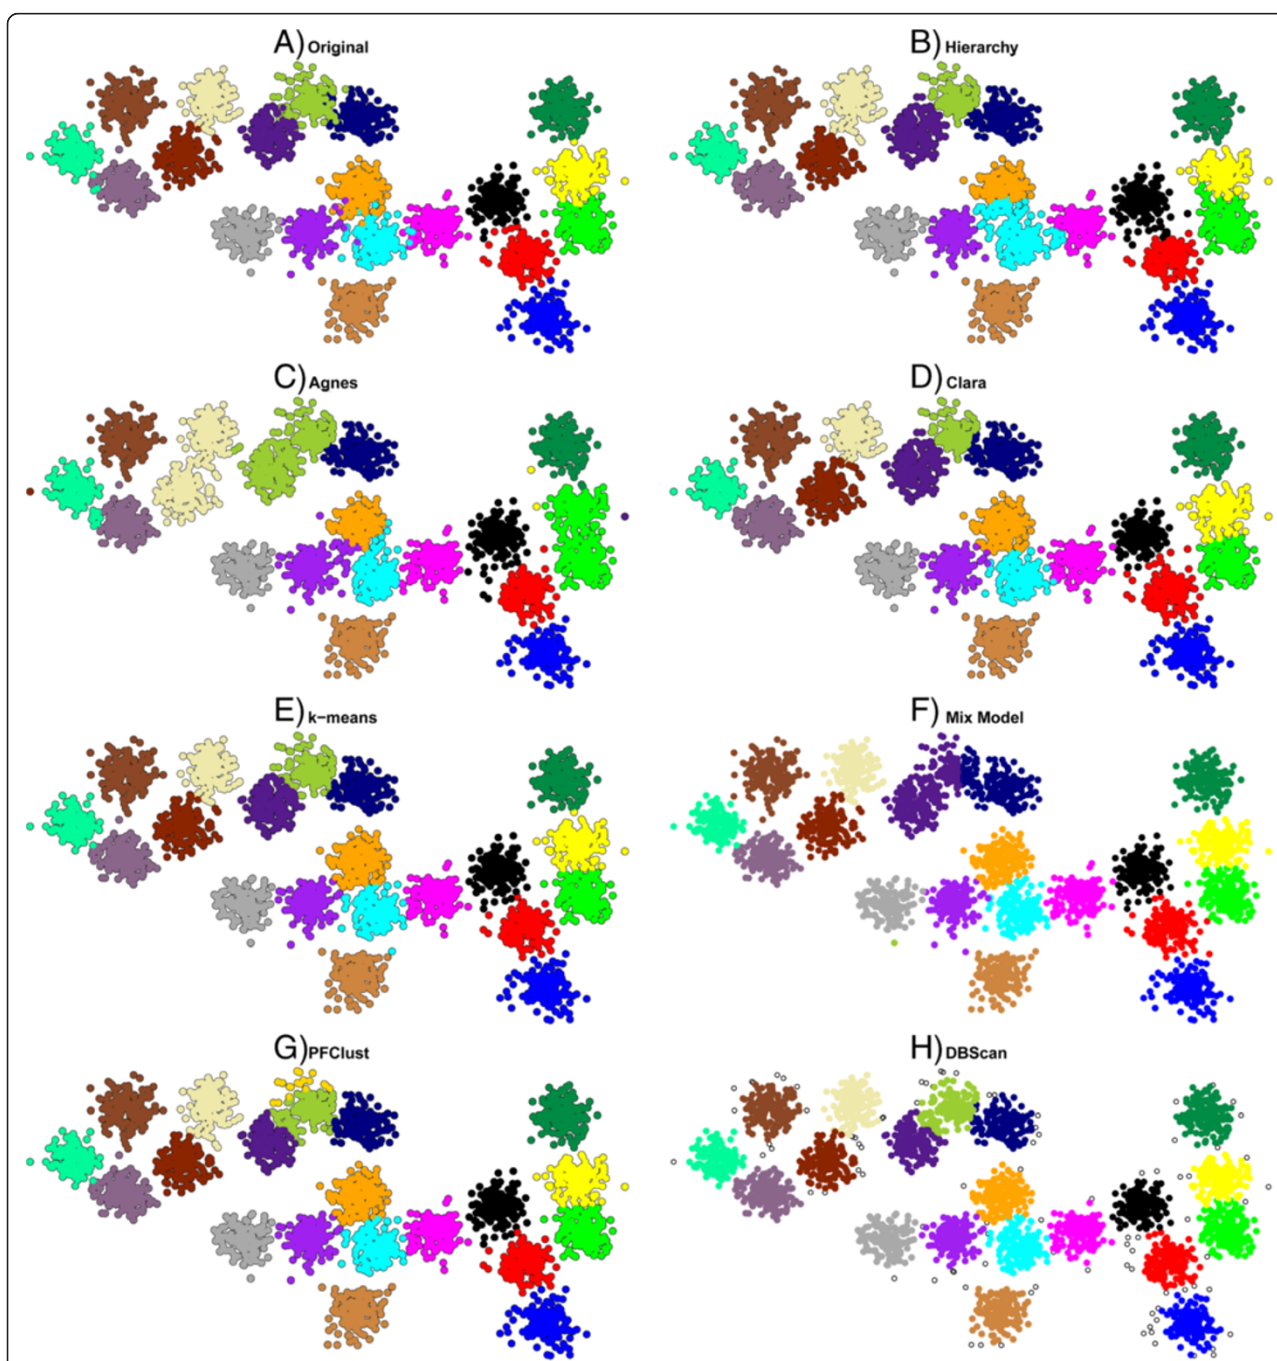 A) Original
B) Hierarchy
C) Agnes
D) Clara
E) k-means
F) Mix Model
G) PFClust
H) DBScan